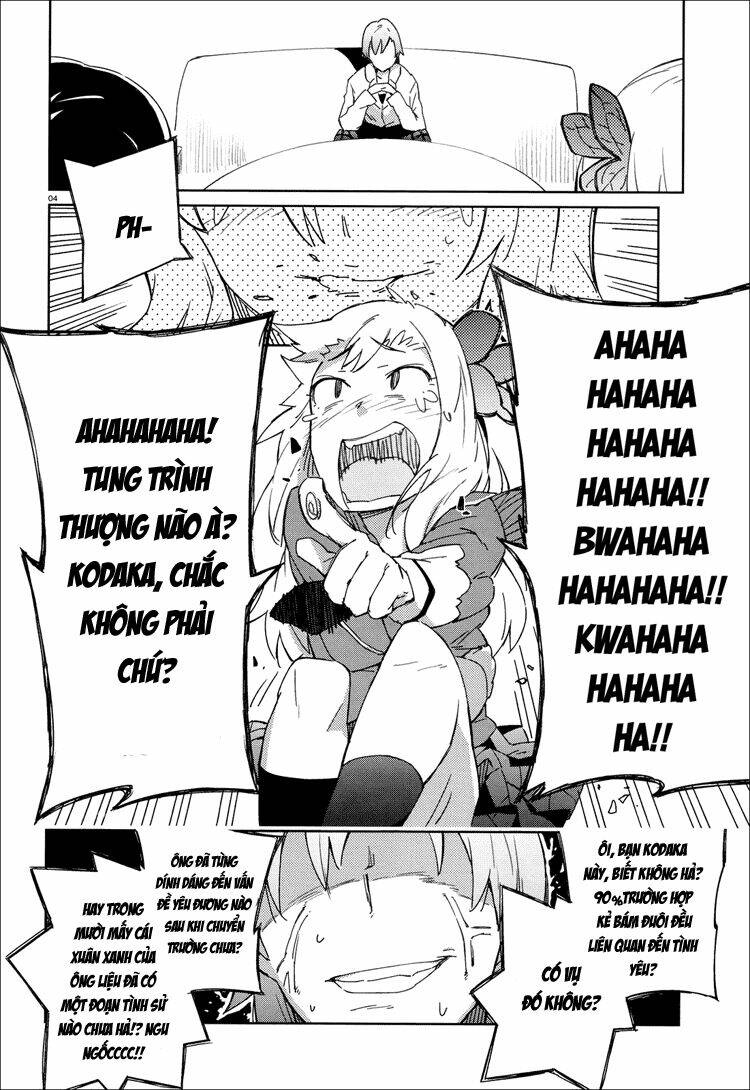 04
PH-
AHAHA
HAHAHA
HAHAHA
HAHAHA!!
BWAHAHA
HAHAHAHA!!
KWAHAHA
HAHAHA
HA!!
AHAHAHAHA!
TUNG TRÌNH
THƯỢNG NÃO À?
KODAKA, CHẮC
KHÔNG PHẢI
CHỨ?
ÔI, BẠN KODAKA
NÀY, BIẾT KHÔNG HẢ?
90% TRƯỜNG HỢP
KẺ BÁM ĐUÔI ĐỀU
LIÊN QUAN ĐẾN TÌNH
YÊU?
CÓ VỤ
ĐÓ KHÔNG?
ÔNG ĐÃ TỪNG
DÍNH DÁNG ĐẾN VẤN
ĐỀ YÊU ĐƯƠNG NÀO
SAU KHI CHUYỂN
TRƯỜNG CHƯA?
HAY TRONG
MƯỜI MẤY CÁI
XUÂN XANH CỦA
ÔNG LIỆU ĐÃ CÓ
MỘT ĐOẠN TÌNH SỬ
NÀO CHƯA HẢ!? NGU
NGỐCCCC!!